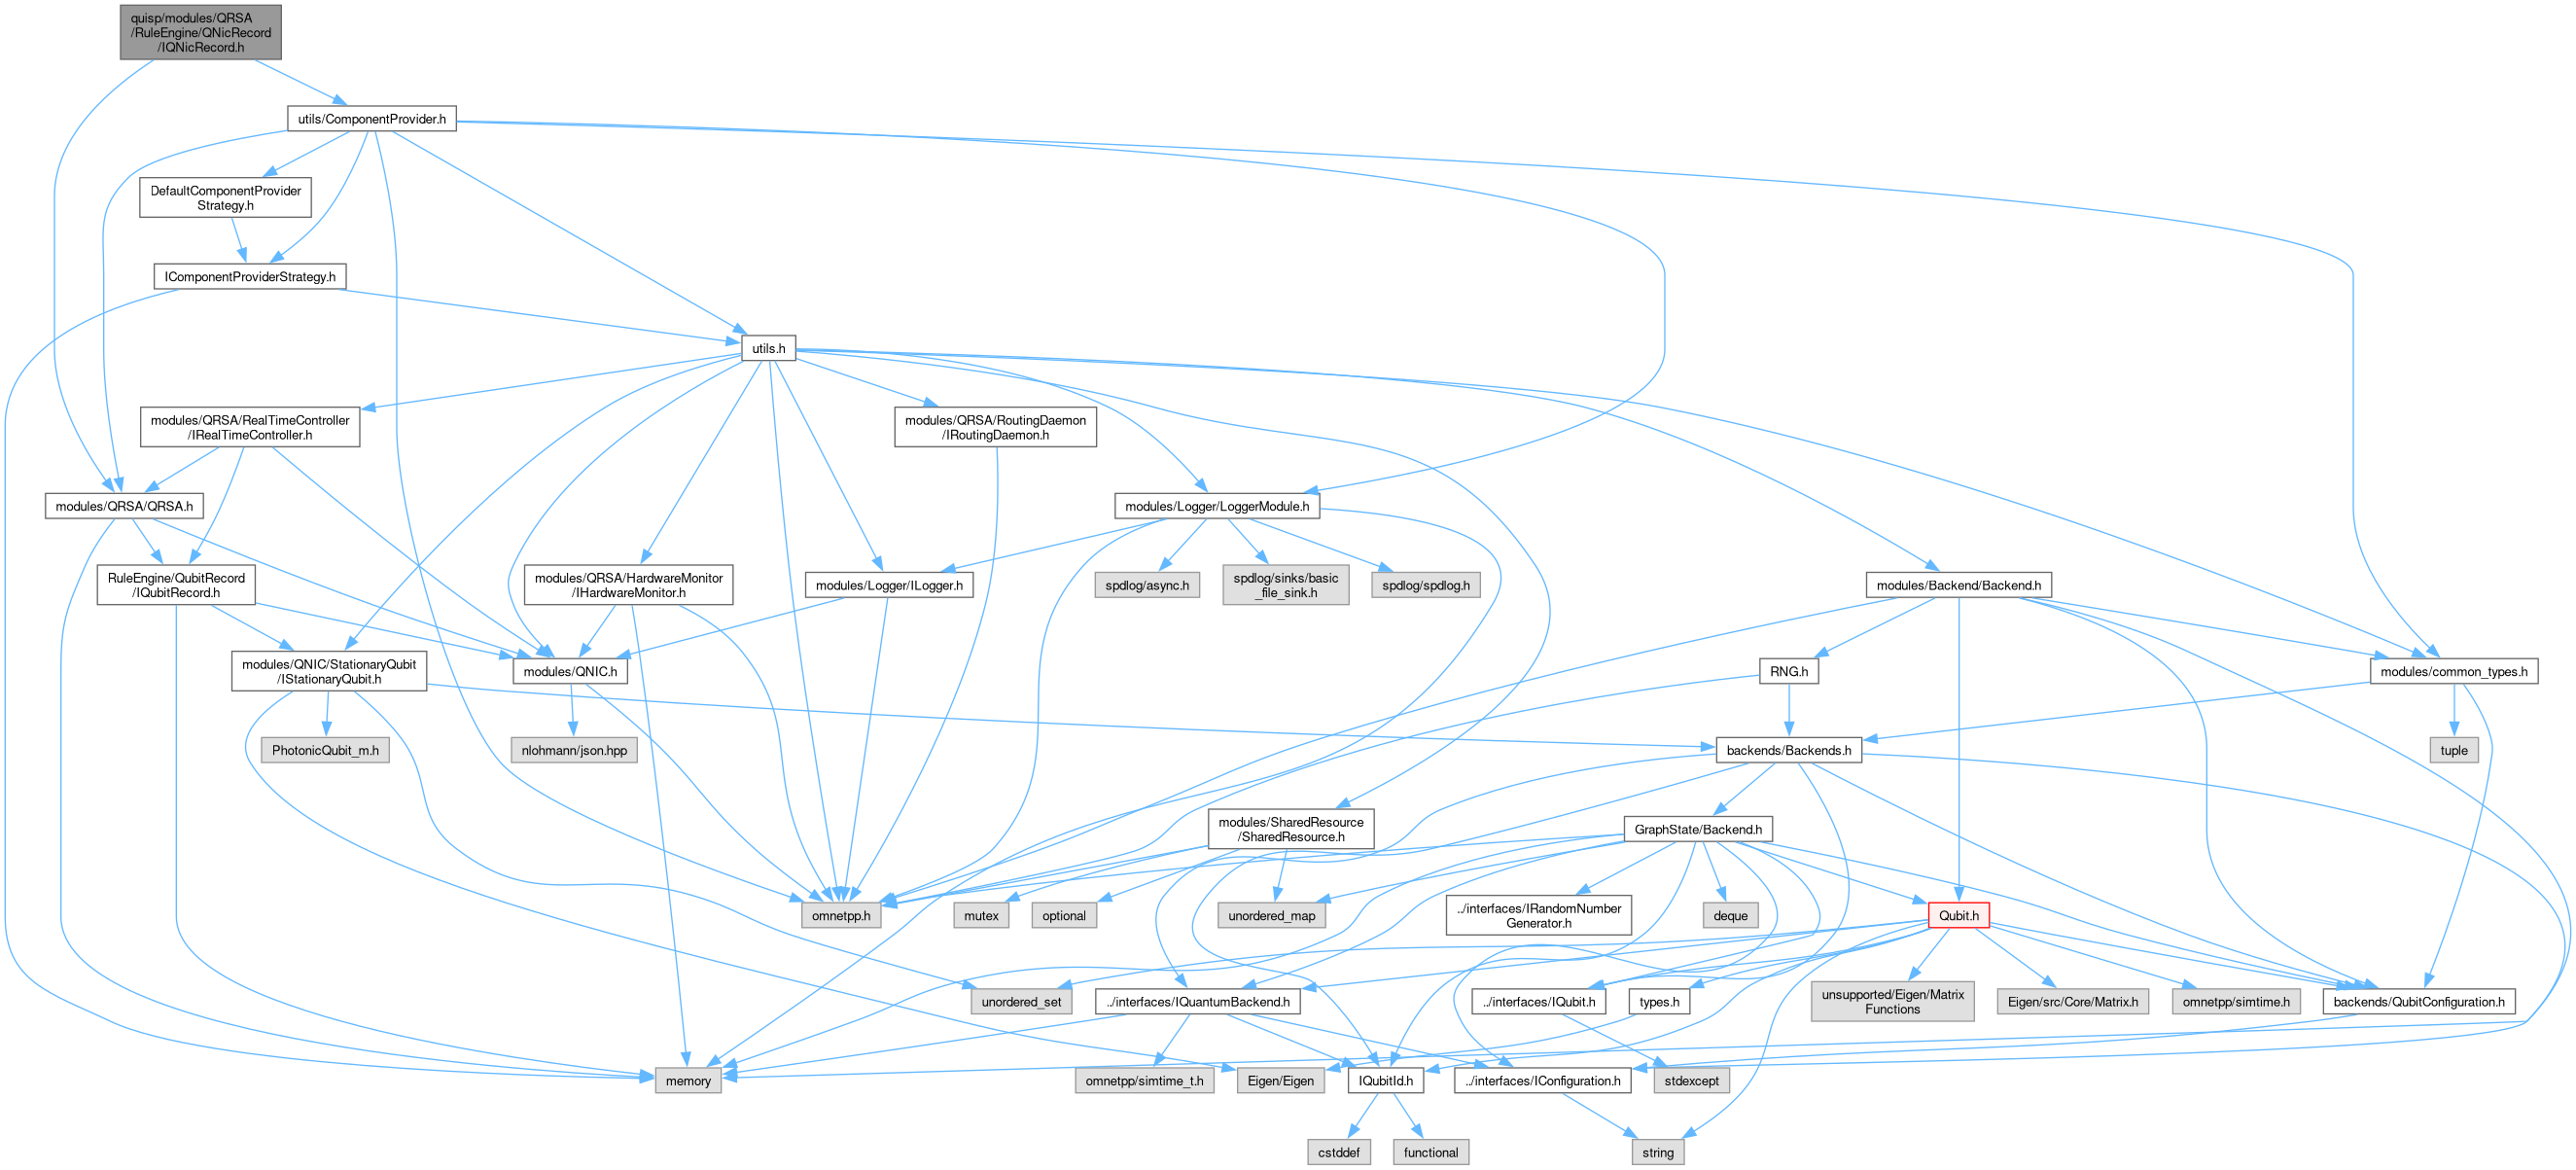 quisp/modules/QRSA
/RuleEngine/QNicRecord
/IQNicRecord.h
utils/ComponentProvider.h
DefaultComponentProvider
Strategy.h
IComponentProviderStrategy.h
utils.h
modules/QRSA/RealTimeController
/IRealTimeController.h
modules/QRSA/RoutingDaemon
/IRoutingDaemon.h
modules/QRSA/QRSA.h
modules/Logger/LoggerModule.h
RuleEngine/QubitRecord
/IQubitRecord.h
modules/QRSA/HardwareMonitor
/IHardwareMonitor.h
modules/Logger/ILogger.h
spdlog/async.h
spdlog/sinks/basic
_file_sink.h
spdlog/spdlog.h
modules/Backend/Backend.h
modules/QNIC/StationaryQubit
/IStationaryQubit.h
modules/QNIC.h
RNG.h
modules/common_types.h
PhotonicQubit_m.h
nlohmann/json.hpp
backends/Backends.h
tuple
modules/SharedResource
/SharedResource.h
GraphState/Backend.h
omnetpp.h
mutex
optional
unordered_map
../interfaces/IRandomNumber
Generator.h
deque
Qubit.h
unordered_set
../interfaces/IQuantumBackend.h
../interfaces/IQubit.h
types.h
unsupported/Eigen/Matrix
Functions
Eigen/src/Core/Matrix.h
omnetpp/simtime.h
backends/QubitConfiguration.h
memory
omnetpp/simtime_t.h
Eigen/Eigen
IQubitId.h
../interfaces/IConfiguration.h
stdexcept
cstddef
functional
string